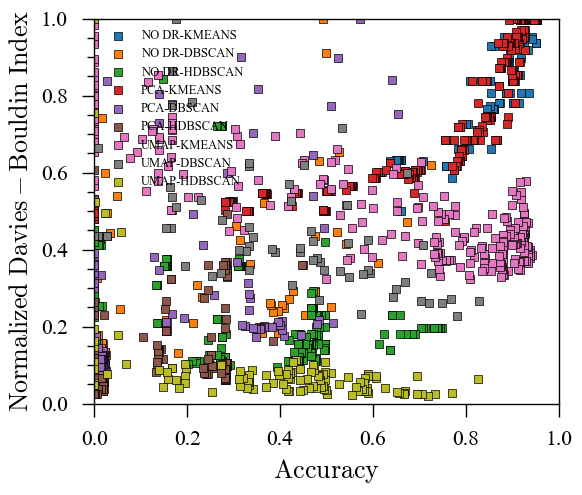 1.0
NO DR-KMEANS
NO DR-DBSCAN
NO DR-HDBSCAN
PCA-KMEANS
PCA-DBSCAN
PCA-HDBSCAN
UMAP-KMEANS
UMAP-DBSCAN
UMAP-HDBSCAN
0.8
0.6
0.4
0.2
0.0
Normalized Davies – Bouldin Index
0.0 0.2 0.4 0.6 0.8 1.0
Accuracy